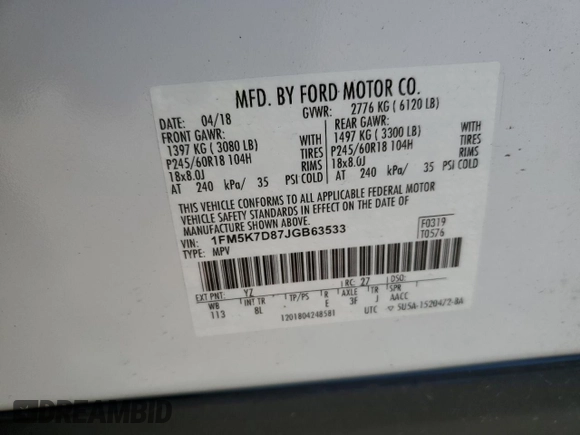 MFD. BY FORD MOTOR CO.
DATE: 04/18
GVWR: 2776 KG ( 6120 LB)
FRONT GAWR:
1397 KG ( 3080 LB)
P245/60R18 104H TIRES
18x8.0J RIMS
AT 240 kPa/ 35 PSI COLD
REAR GAWR:
1497 KG ( 3300 LB)
P245/60R18 104H TIRES
18x8.0J RIMS
AT 240 kPa/ 35 PSI COLD
THIS VEHICLE CONFORMS TO ALL APPLICABLE FEDERAL MOTOR
VEHICLE SAFETY STANDARDS IN EFFECT ON THE DATE OF
MANUFACTURE SHOWN ABOVE.
VIN: 1FM5K7D87JGB63533
TYPE: MPV
F0319
T0576
EXT PNT: YZ RC: 27 DSO:
WB INT TR TP/PS R AXLE TR SPR
113 8L E 3F J AACC
1201804248581 UTC 5U5A-1520472-BA
DREAMBID